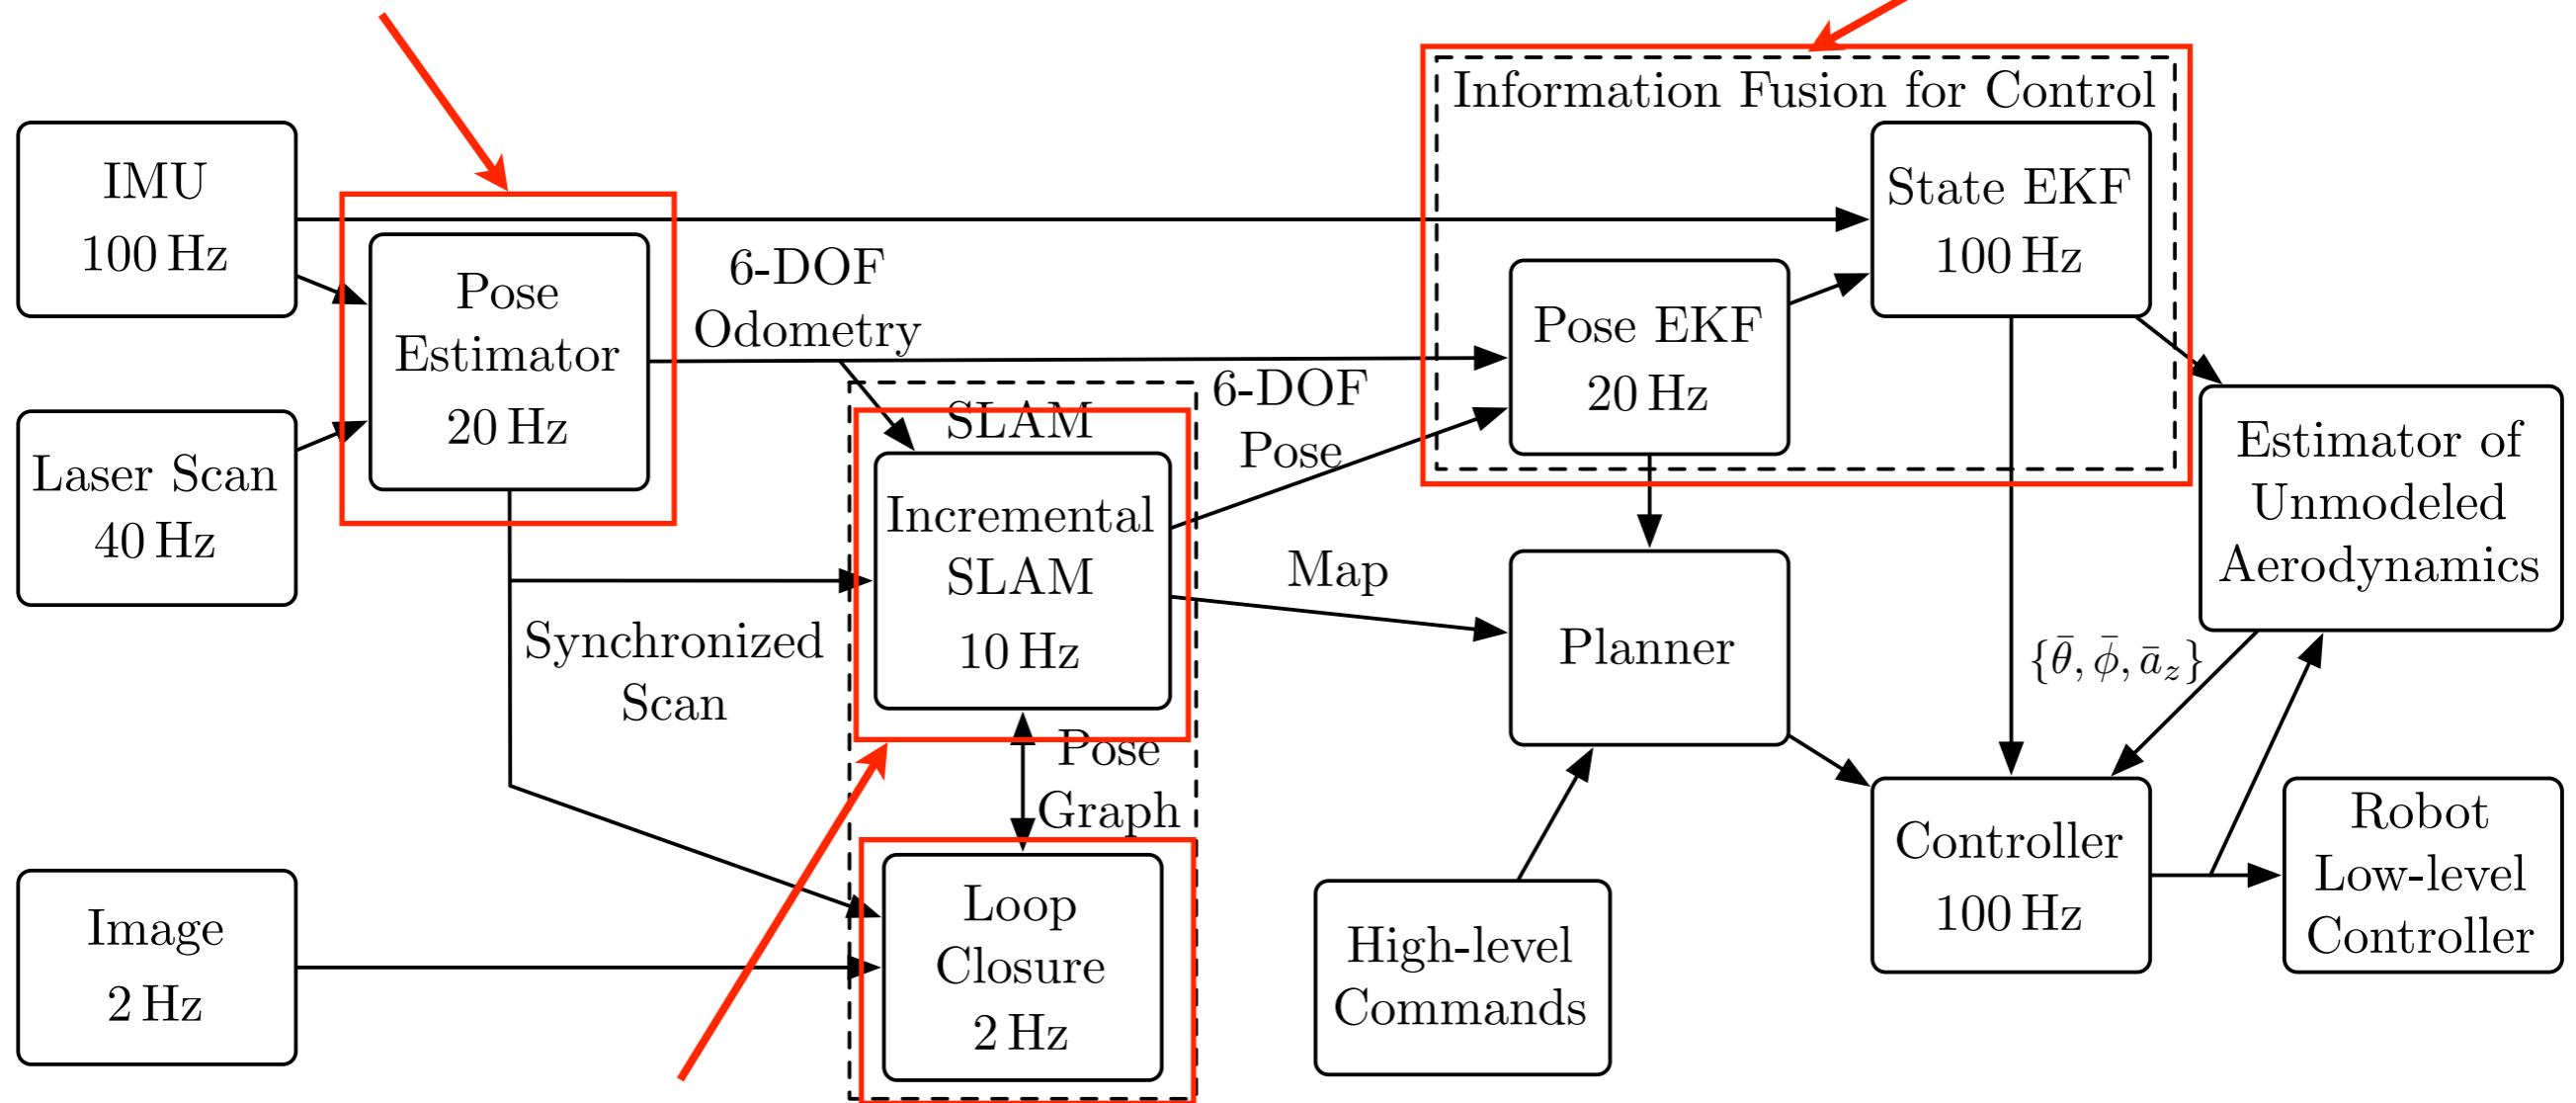 Information Fusion for Control
IMU
100 Hz
State EKF
100 Hz
Pose
Estimator
20 Hz
6-DOF
Odometry
Pose EKF
20 Hz
Laser Scan
40 Hz
SLAM
6-DOF
Pose
Incremental
SLAM
10 Hz
Estimator of
Unmodeled
Aerodynamics
Synchronized
Scan
Map
Planner
{θ̄, φ̄, ā_z}
Pose
Graph
Image
2 Hz
Loop
Closure
2 Hz
High-level
Commands
Controller
100 Hz
Robot
Low-level
Controller